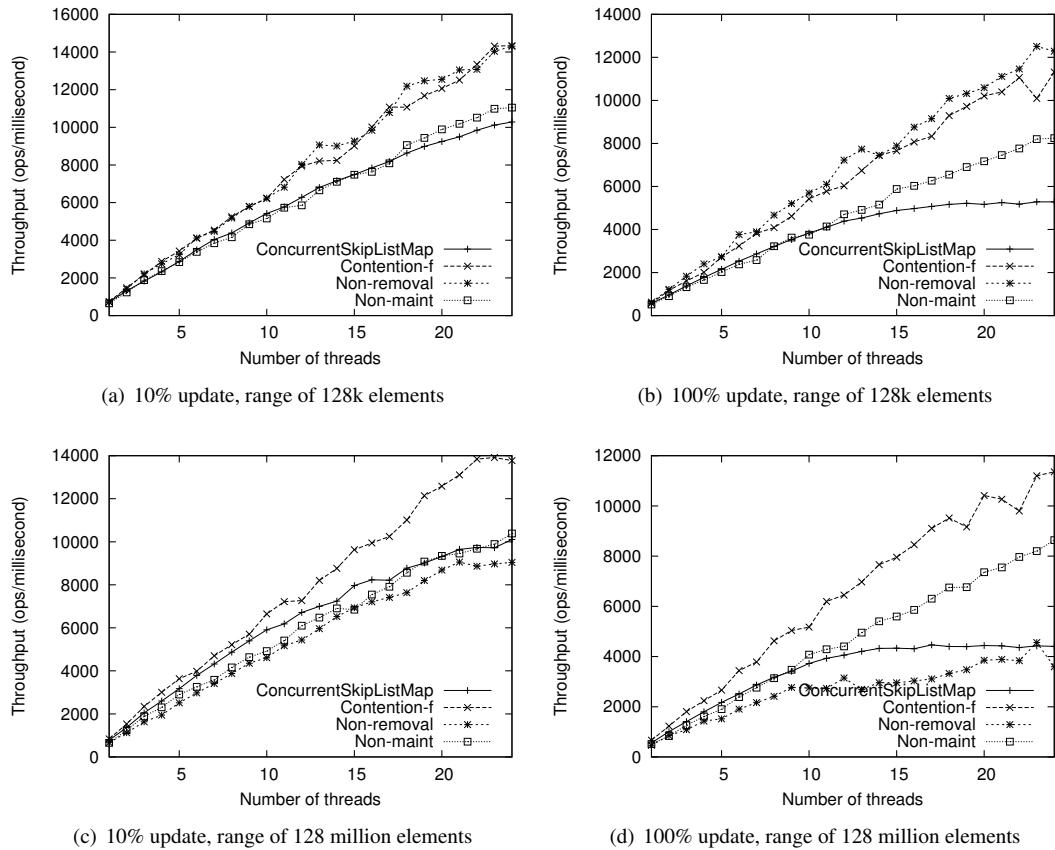 16000
14000
12000
10000
8000
6000
4000
2000
0
Throughput (ops/millisecond)
ConcurrentSkipListMap
Contention-f
Non-removal
Non-maint
5 10 15 20
Number of threads
(a) 10% update, range of 128k elements
14000
12000
10000
8000
6000
4000
2000
0
Throughput (ops/millisecond)
ConcurrentSkipListMap
Contention-f
Non-removal
Non-maint
5 10 15 20
Number of threads
(b) 100% update, range of 128k elements
14000
12000
10000
8000
6000
4000
2000
0
Throughput (ops/millisecond)
ConcurrentSkipListMap
Contention-f
Non-removal
Non-maint
5 10 15 20
Number of threads
(c) 10% update, range of 128 million elements
12000
10000
8000
6000
4000
2000
0
Throughput (ops/millisecond)
ConcurrentSkipListMap
Contention-f
Non-removal
Non-maint
5 10 15 20
Number of threads
(d) 100% update, range of 128 million elements